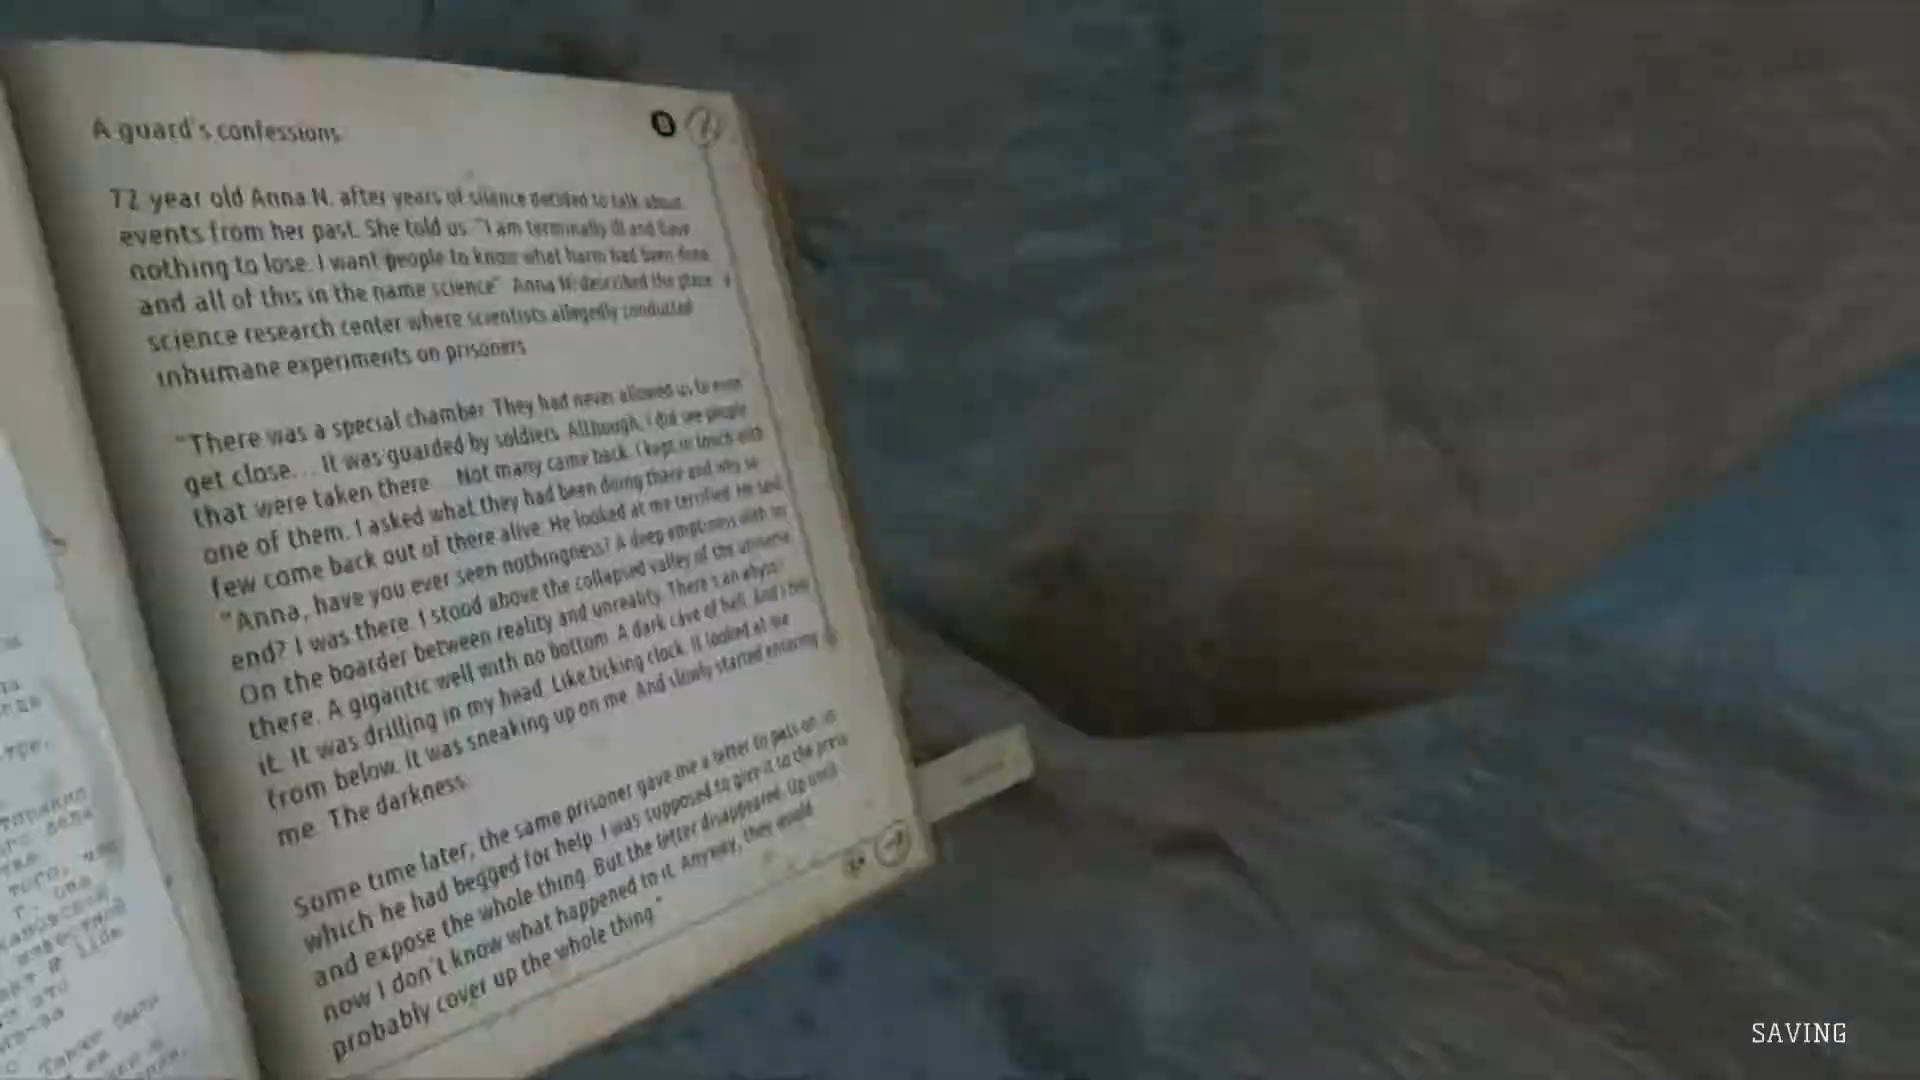 A guard's confessions
72 year old Anna N. after years of silence decided to talk about
events from her past. She told us: "I am terminally ill and have
nothing to lose. I want people to know what harm had been done
and all of this in the name science". Anna N. described the place
science research center where scientists allegedly conducted
inhumane experiments on prisoners
"There was a special chamber. They had never allowed us to even
get close... It was guarded by soldiers. Although, I did see people
that were taken there... Not many came back. I kept in touch with
one of them. I asked what they had been doing there and why so
few come back out of there alive. He looked at me terrified. He said
"Anna, have you ever seen nothingness? A deep emptiness with no
end? I was there. I stood above the collapsed valley of the universe.
On the boarder between reality and unreality. There's an abyss
there. A gigantic well with no bottom. A dark cave of hell. And I
it. It was drilling in my head. Like ticking clock. It looked at me
from below. It was sneaking up on me. And slowly started entering
me. The darkness.
Some time later, the same prisoner gave me a letter to pass on, in
which he had begged for help. I was supposed to give it to the press
and expose the whole thing. But the letter disappeared. Up until
now I don't know what happened to it. Anyway, they would
probably cover up the whole thing."
SAVING